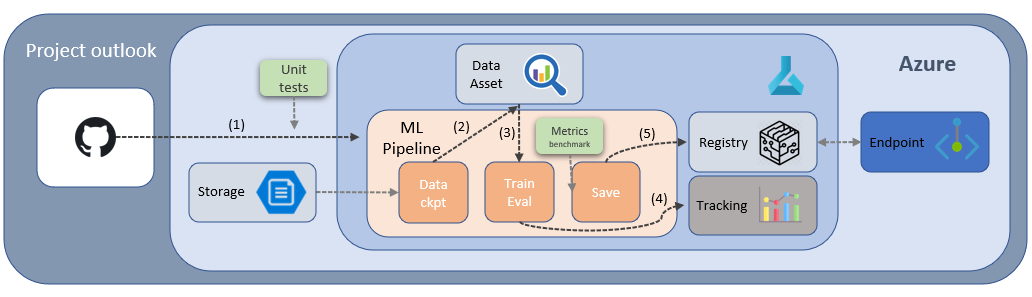 Project outlook
Azure
Unit
tests
Data
Asset
(1)
(2)
(3)
ML
Pipeline
Metrics
benchmark
(5)
Registry
Endpoint
Storage
Data
ckpt
Train
Eval
Save
(4)
Tracking